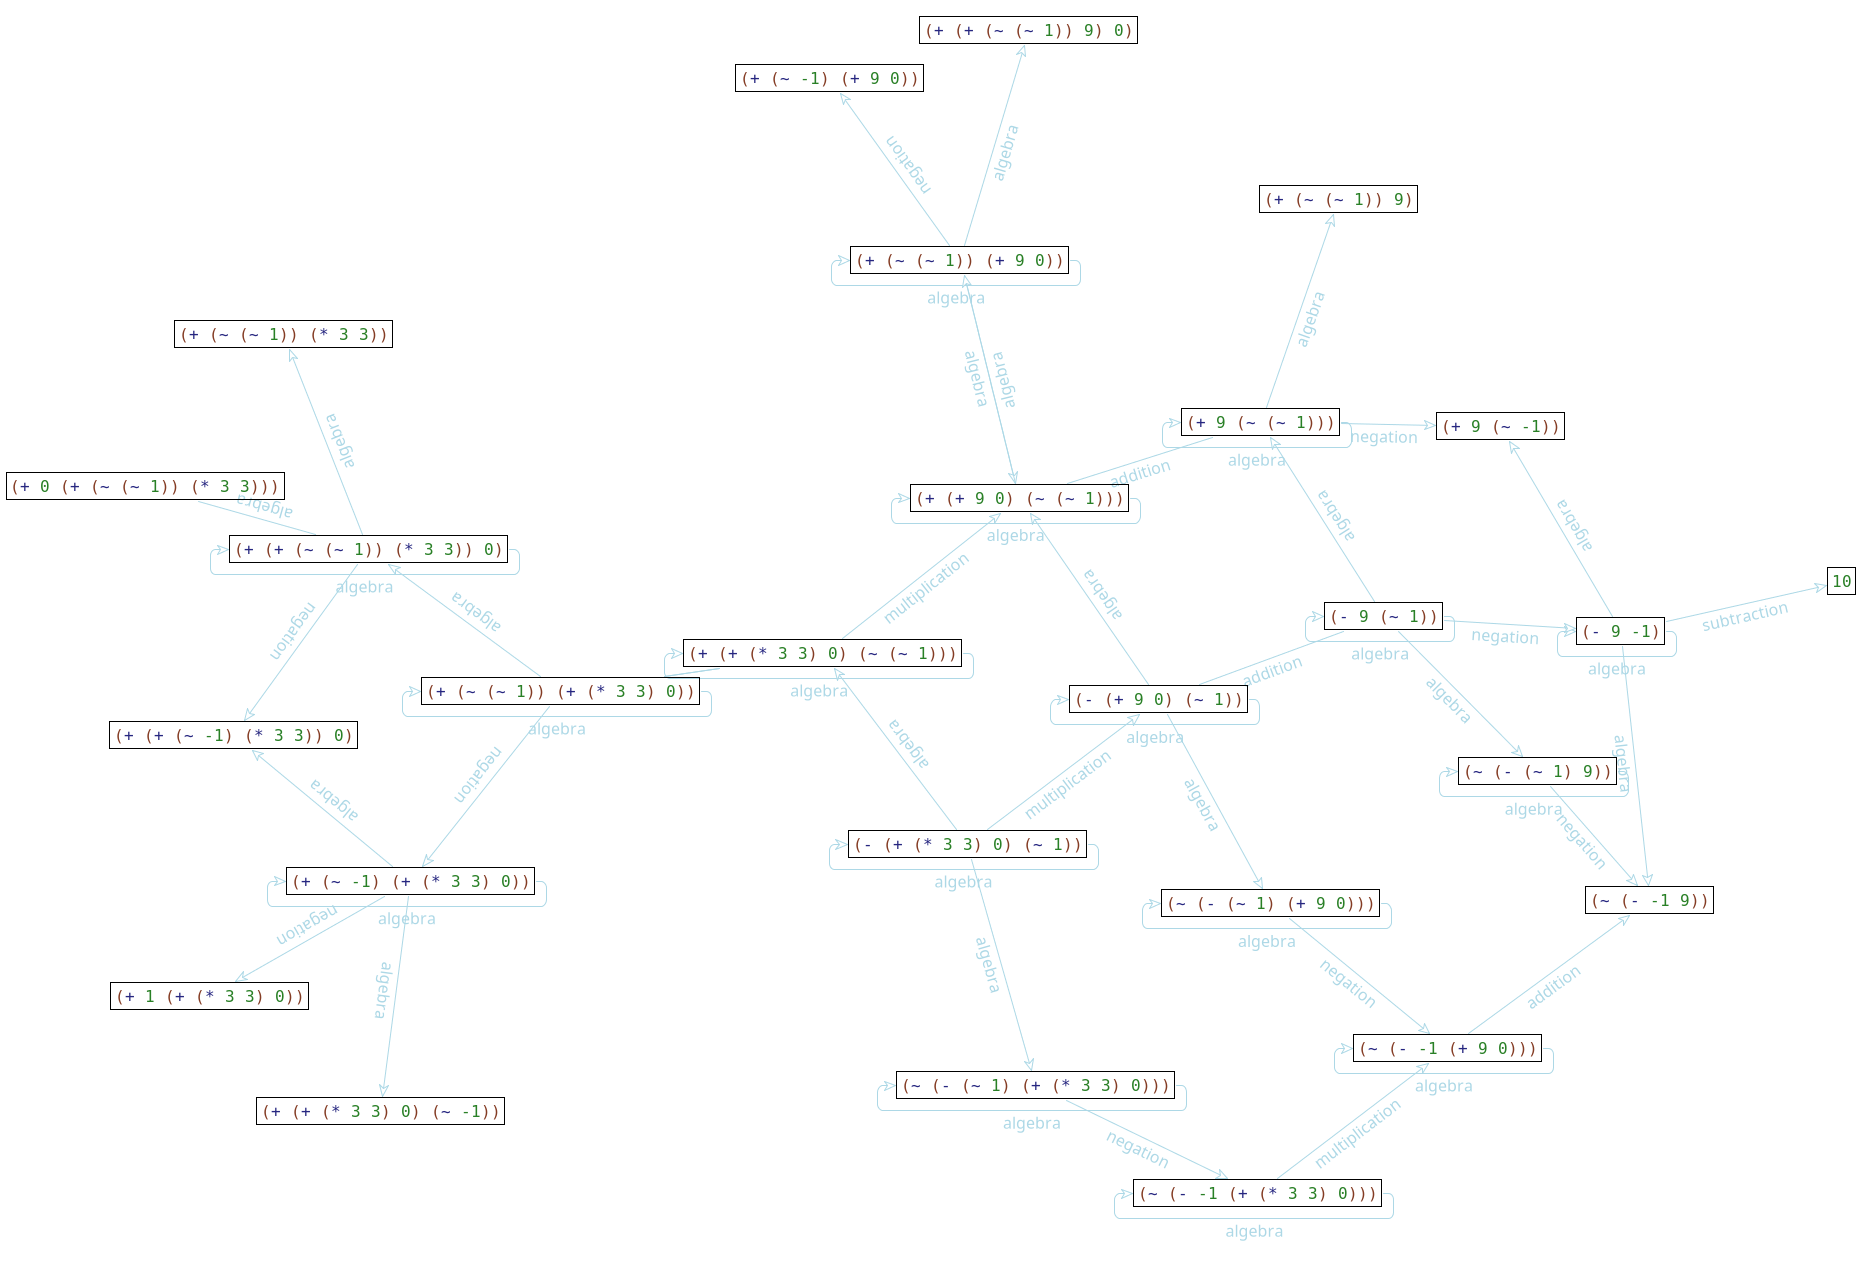 (+ (+ (~ (~ 1)) 9) 0)
(+ (~ -1) (+ 9 0))
negation
algebra
(+ (~ (~ 1)) 9)
(+ (~ (~ 1)) (+ 9 0))
algebra
algebra
(+ (~ (~ 1)) (* 3 3))
algebra
algebra
(+ 9 (~ (~ 1)))
(+ 9 (~ -1))
negation
algebra
algebra
addition
(+ 0 (+ (~ (~ 1)) (* 3 3)))
algebra
(+ (+ 9 0) (~ (~ 1)))
algebra
algebra
algebra
(+ (+ (~ (~ 1)) (* 3 3)) 0)
algebra
10
multiplication
algebra
algebra
negation
(- 9 (~ 1))
negation
(- 9 -1)
subtraction
algebra
algebra
(+ (+ (* 3 3) 0) (~ (~ 1)))
algebra
addition
(+ (~ (~ 1)) (+ (* 3 3) 0))
algebra
(- (+ 9 0) (~ 1))
algebra
algebra
(+ (+ (~ -1) (* 3 3)) 0)
algebra
algebra
(~ (- (~ 1) 9))
algebra
negation
negation
algebra
multiplication
algebra
(- (+ (* 3 3) 0) (~ 1))
algebra
(+ (~ -1) (+ (* 3 3) 0))
algebra
negation
(~ (- (~ 1) (+ 9 0)))
algebra
(~ (- -1 9))
algebra
algebra
negation
addition
(+ 1 (+ (* 3 3) 0))
(~ (- -1 (+ 9 0)))
algebra
(~ (- (~ 1) (+ (* 3 3) 0)))
algebra
(+ (+ (* 3 3) 0) (~ -1))
negation
multiplication
(~ (- -1 (+ (* 3 3) 0)))
algebra